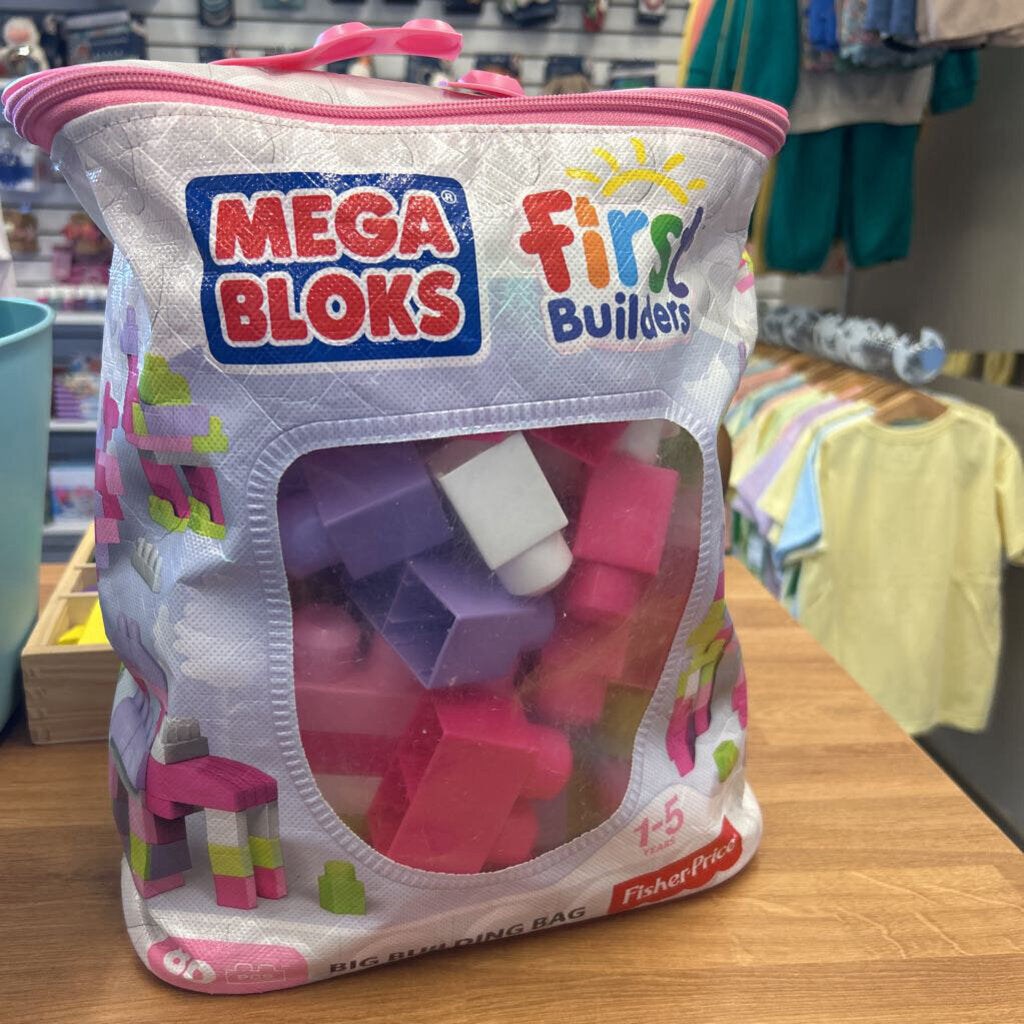 MEGA
BLOKS®
First
Builders
1-5
YEARS
Fisher-Price
BIG BUILDING BAG